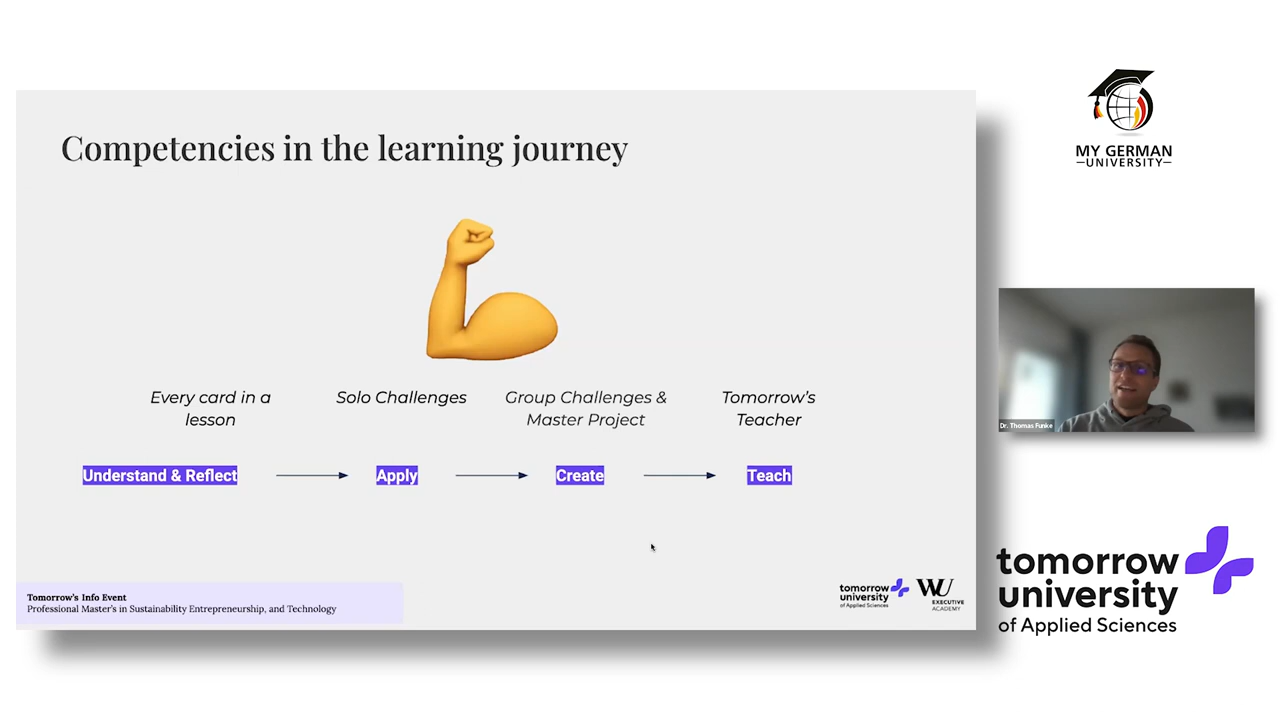 Competencies in the learning journey
Every card in a
lesson
Solo Challenges
Group Challenges &
Master Project
Tomorrow's
Teacher
Understand & Reflect
Apply
Create
Teach
Tomorrow's Info Event
Professional Master's in Sustainability Entrepreneurship, and Technology
tomorrow
university
of Applied Sciences
WU
EXECUTIVE
ACADEMY
MY GERMAN
UNIVERSITY
Dr. Thomas Funke
tomorrow
university
of Applied Sciences